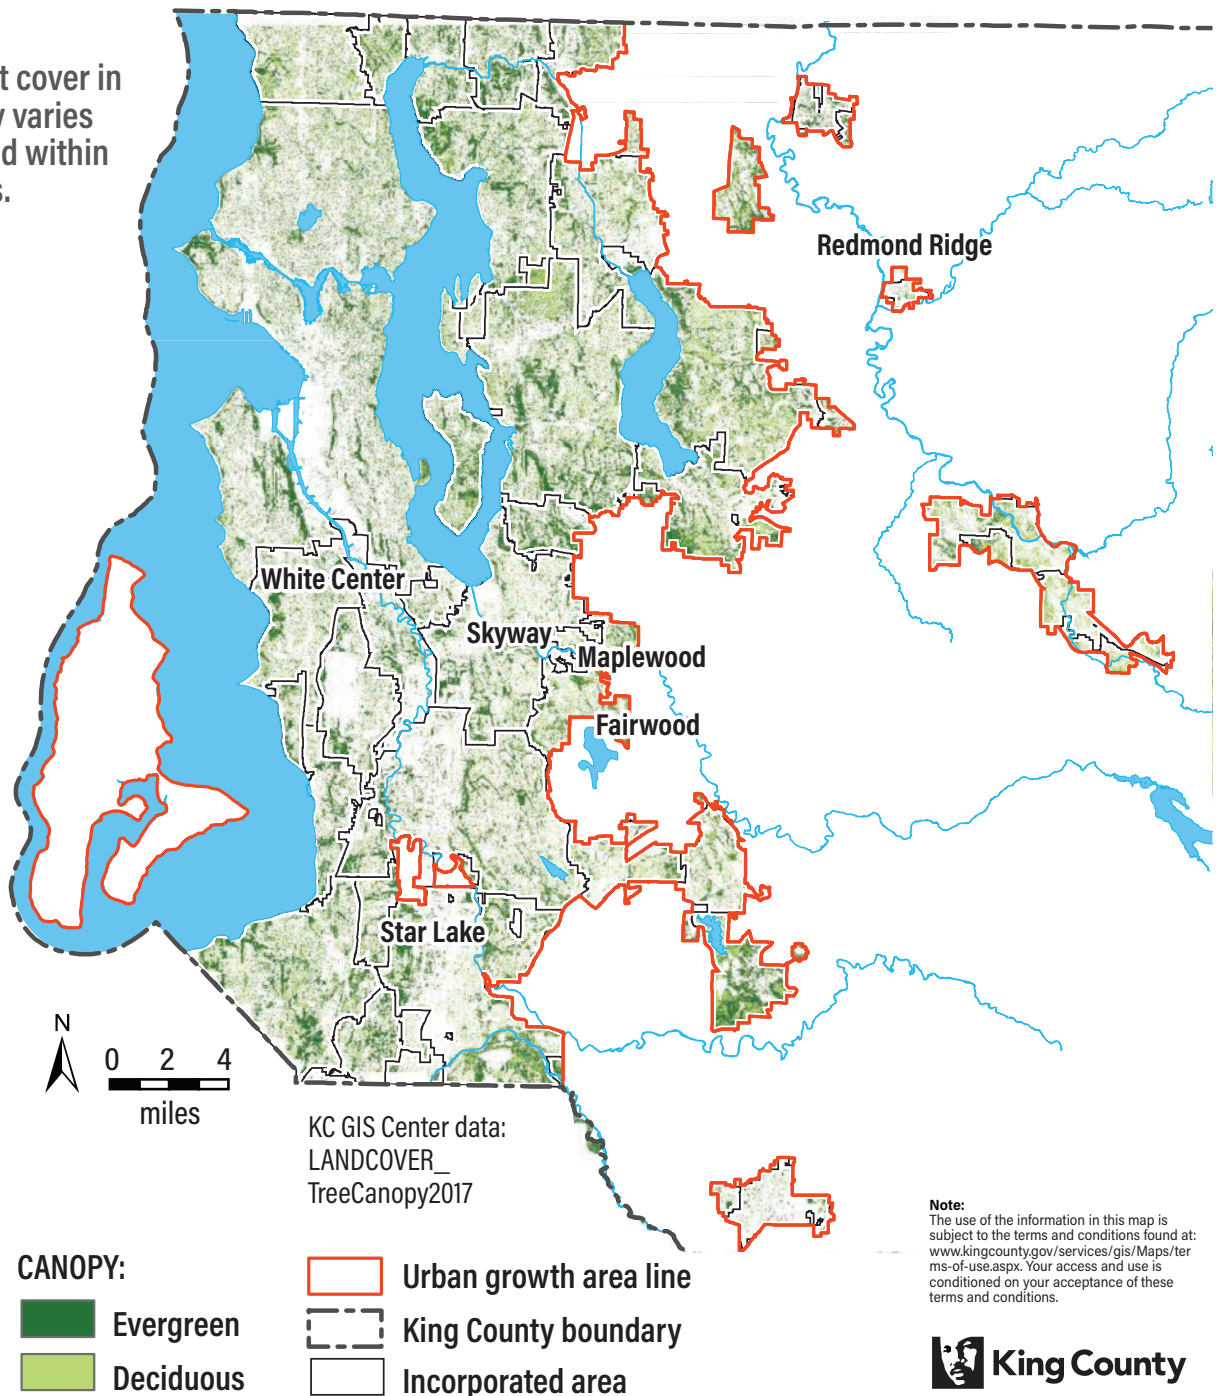 t cover in
y varies
d within
s.
Redmond Ridge
White Center
Skyway
Maplewood
Fairwood
Star Lake
N
0 2 4
miles
KC GIS Center data:
LANDCOVER_
TreeCanopy2017
CANOPY:
Evergreen
Deciduous
Urban growth area line
King County boundary
Incorporated area
Note:
The use of the information in this map is
subject to the terms and conditions found at:
www.kingcounty.gov/services/gis/Maps/ter
ms-of-use.aspx. Your access and use is
conditioned on your acceptance of these
terms and conditions.
King County